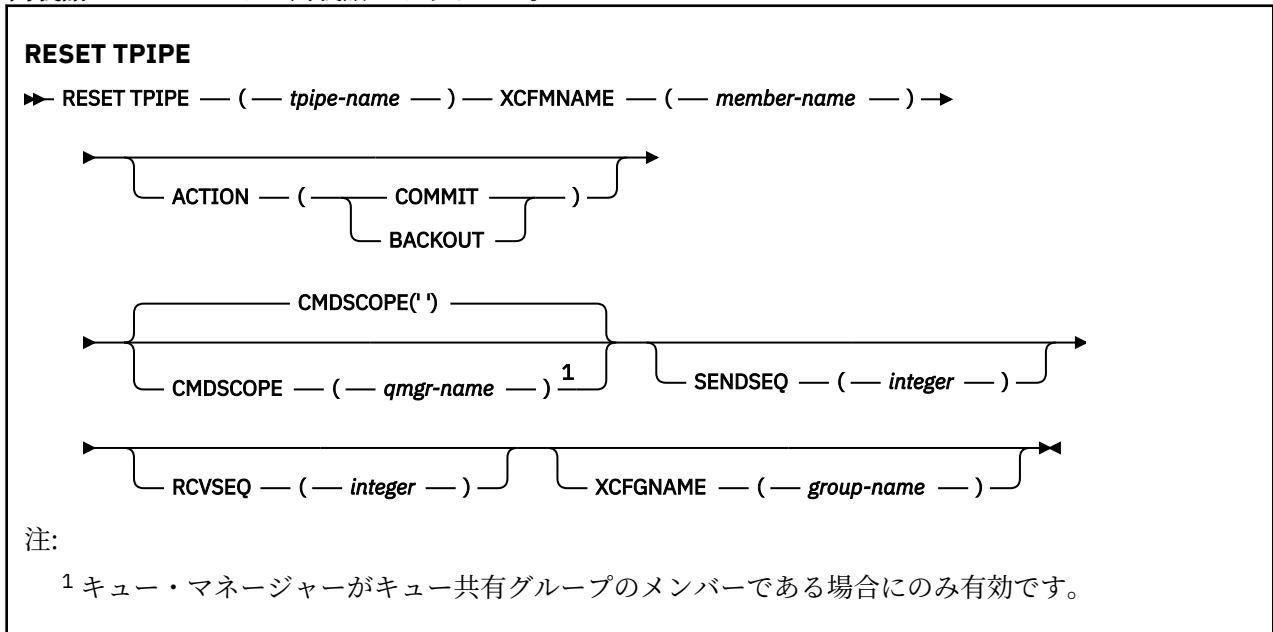 RESET TPIPE
RESET TPIPE ( tpipe-name ) XCFMNAME ( member-name )
ACTION ( COMMIT )
BACKOUT
CMDSCOPE(' ')
CMDSCOPE ( qmgr-name ) 1 SENDSEQ ( integer )
RCVSEQ ( integer ) XCFGNAME ( group-name )
注:
1 キュー・マネージャーがキュー共有グループのメンバーである場合にのみ有効です。